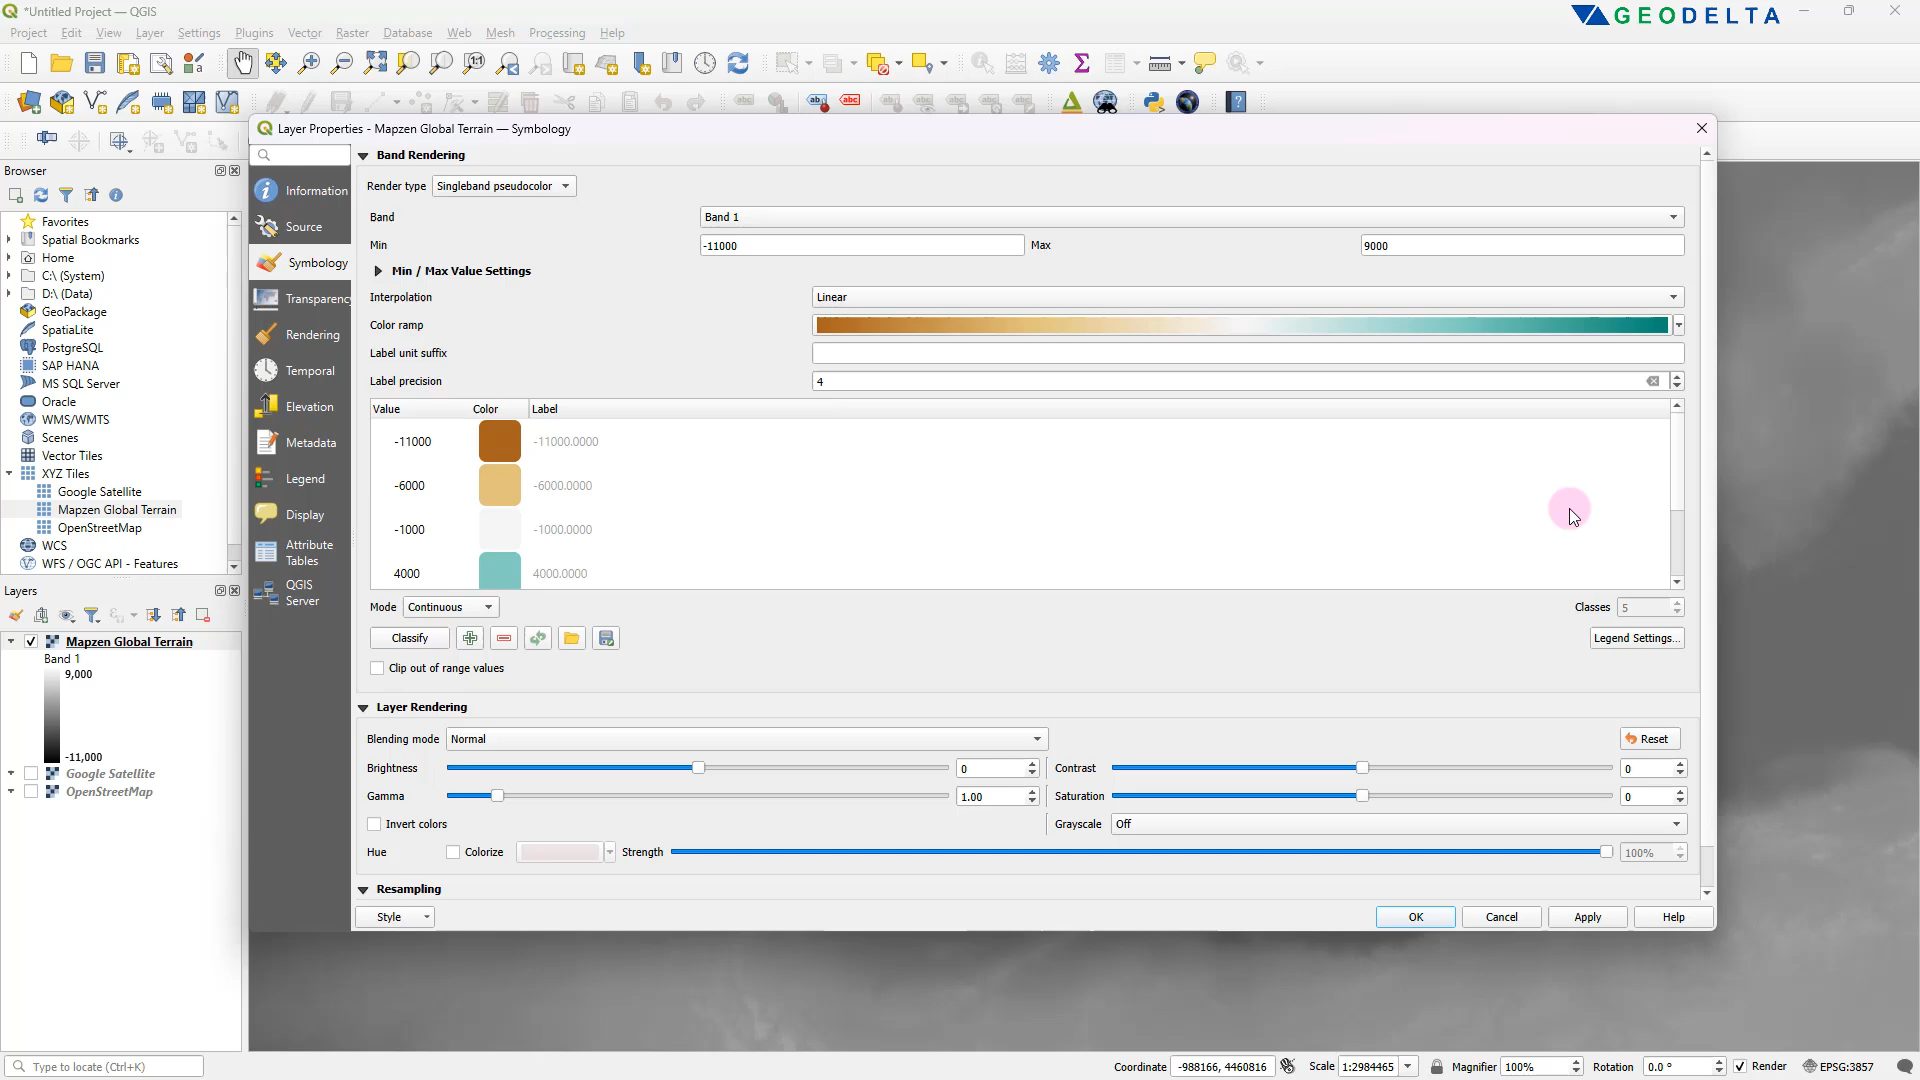 *Untitled Project — QGIS
GEODELTA
Project Edit View Layer Settings Plugins Vector Raster Database Web Mesh Processing Help
Layer Properties - Mapzen Global Terrain — Symbology
Browser
Favorites
Spatial Bookmarks
Home
C:\ (System)
D:\ (Data)
GeoPackage
SpatiaLite
PostgreSQL
SAP HANA
MS SQL Server
Oracle
WMS/WMTS
Scenes
Vector Tiles
XYZ Tiles
Google Satellite
Mapzen Global Terrain
OpenStreetMap
WCS
WFS / OGC API - Features
Layers
Mapzen Global Terrain
Band 1
9,000
-11,000
Google Satellite
OpenStreetMap
Information
Source
Symbology
Transparency
Rendering
Temporal
Elevation
Metadata
Legend
Display
Attribute
Tables
QGIS
Server
Band Rendering
Render type Singleband pseudocolor
Band Band 1
Min -11000 Max 9000
Min / Max Value Settings
Interpolation Linear
Color ramp
Label unit suffix
Label precision 4
Value Color Label
-11000 -11000.0000
-6000 -6000.0000
-1000 -1000.0000
4000 4000.0000
Mode Continuous Classes 5
Classify Legend Settings...
Clip out of range values
Layer Rendering
Blending mode Normal Reset
Brightness 0 Contrast 0
Gamma 1.00 Saturation 0
Invert colors Grayscale Off
Hue Colorize Strength 100%
Resampling
Style OK Cancel Apply Help
Type to locate (Ctrl+K) Coordinate -988166, 4460816 Scale 1:2984465 Magnifier 100% Rotation 0.0 ° Render EPSG:3857